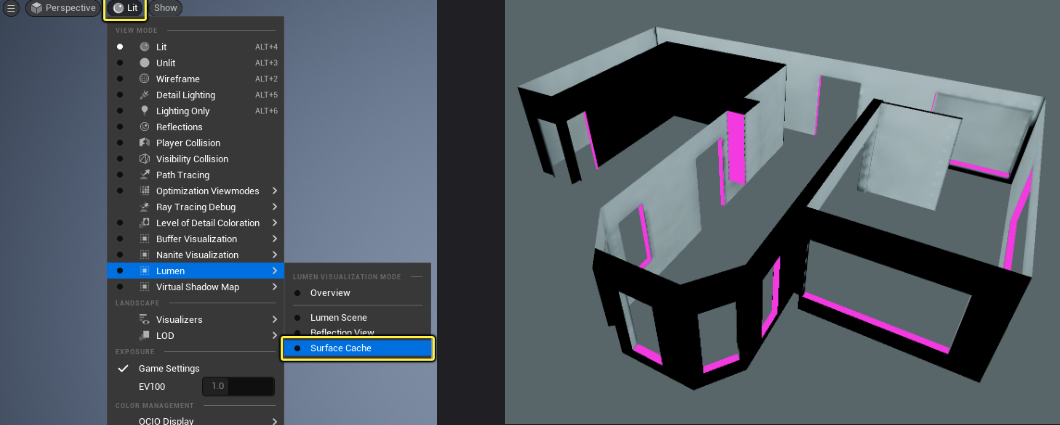 Perspective Lit Show
VIEW MODE
Lit ALT+4
Unlit ALT+3
Wireframe ALT+2
Detail Lighting ALT+5
Lighting Only ALT+6
Reflections
Player Collision
Visibility Collision
Path Tracing
Optimization Viewmodes
Ray Tracing Debug
Level of Detail Coloration
Buffer Visualization
Nanite Visualization
Lumen
Virtual Shadow Map
LANDSCAPE
Visualizers
LOD
EXPOSURE
Game Settings
EV100 1.0
COLOR MANAGEMENT
OCIO Display
LUMEN VISUALIZATION MODE
Overview
Lumen Scene
Reflection View
Surface Cache